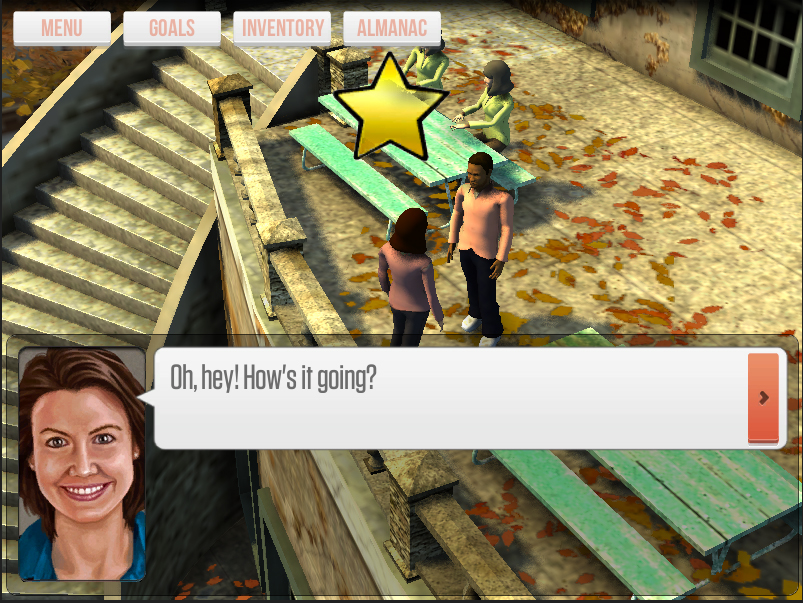 MENU
GOALS
INVENTORY
ALMANAC
Oh, hey! How's it going?